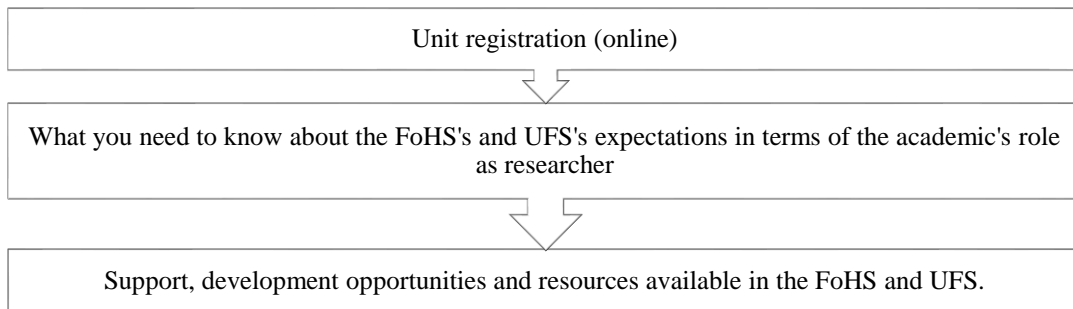 Unit registration (online)
What you need to know about the FoHS's and UFS's expectations in terms of the academic's role
as researcher
Support, development opportunities and resources available in the FoHS and UFS.